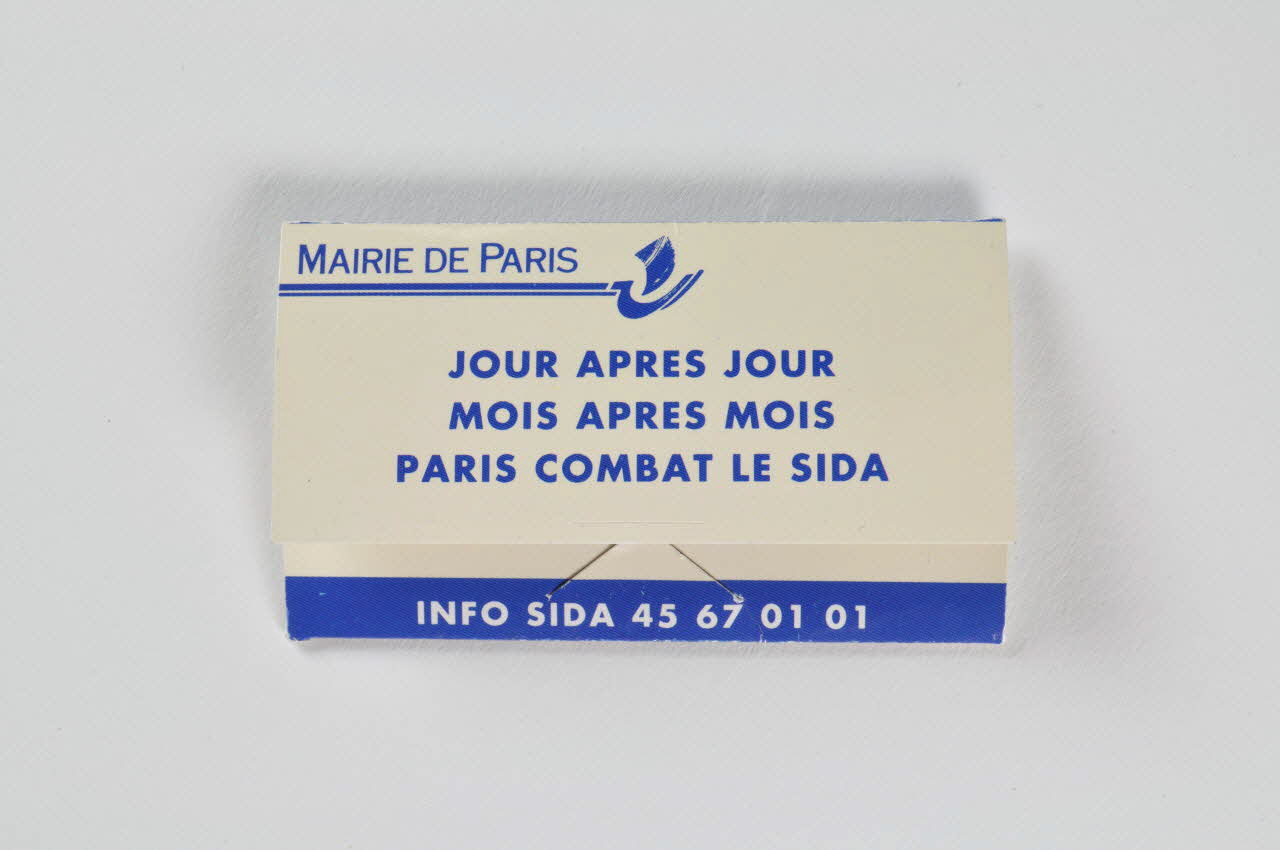 MAIRIE DE PARIS
JOUR APRES JOUR
MOIS APRES MOIS
PARIS COMBAT LE SIDA
INFO SIDA 45 67 01 01